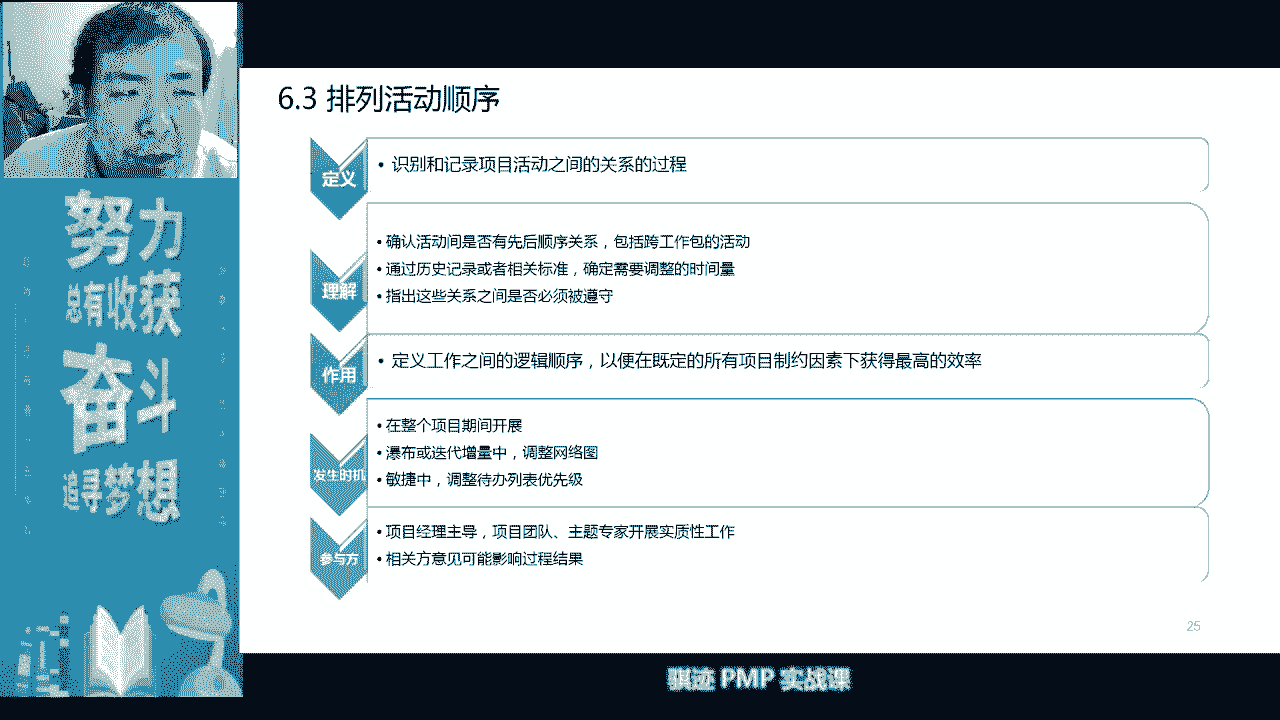 努力
总有收获
奋斗
追寻梦想
6.3 排列活动顺序
定义
• 识别和记录项目活动之间的关系的过程
理解
• 确认活动间是否有先后顺序关系，包括跨工作包的活动
• 通过历史记录或者相关标准，确定需要调整的时间量
• 指出这些关系之间是否必须被遵守
作用
• 定义工作之间的逻辑顺序，以便在既定的所有项目制约因素下获得最高的效率
发生时机
• 在整个项目期间开展
• 瀑布或迭代增量中，调整网络图
• 敏捷中，调整待办列表优先级
参与方
• 项目经理主导，项目团队、主题专家开展实质性工作
• 相关方意见可能影响过程结果
25
骐迹 PMP 实战课